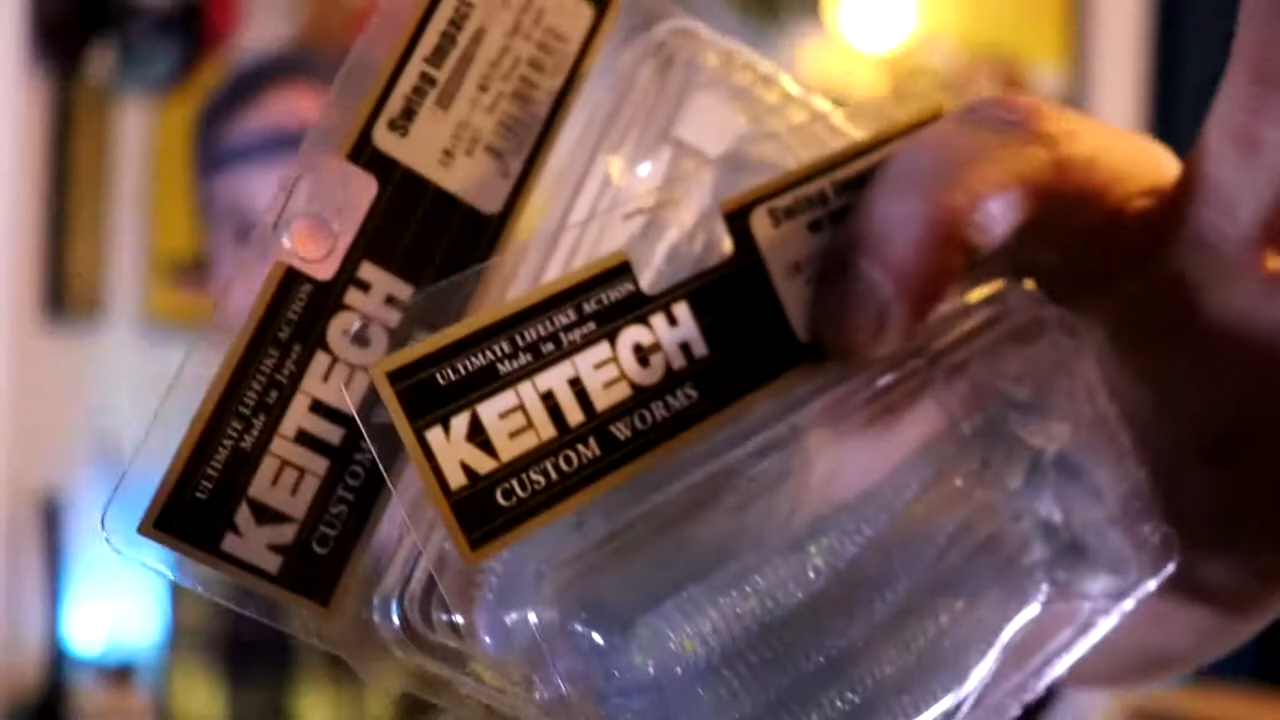 Swing Impact
ULTIMATE LIFELIKE ACTION
Made in Japan
KEITECH
CUSTOM
Swing
ULTIMATE LIFELIKE ACTION
Made in Japan
KEITECH
CUSTOM WORMS